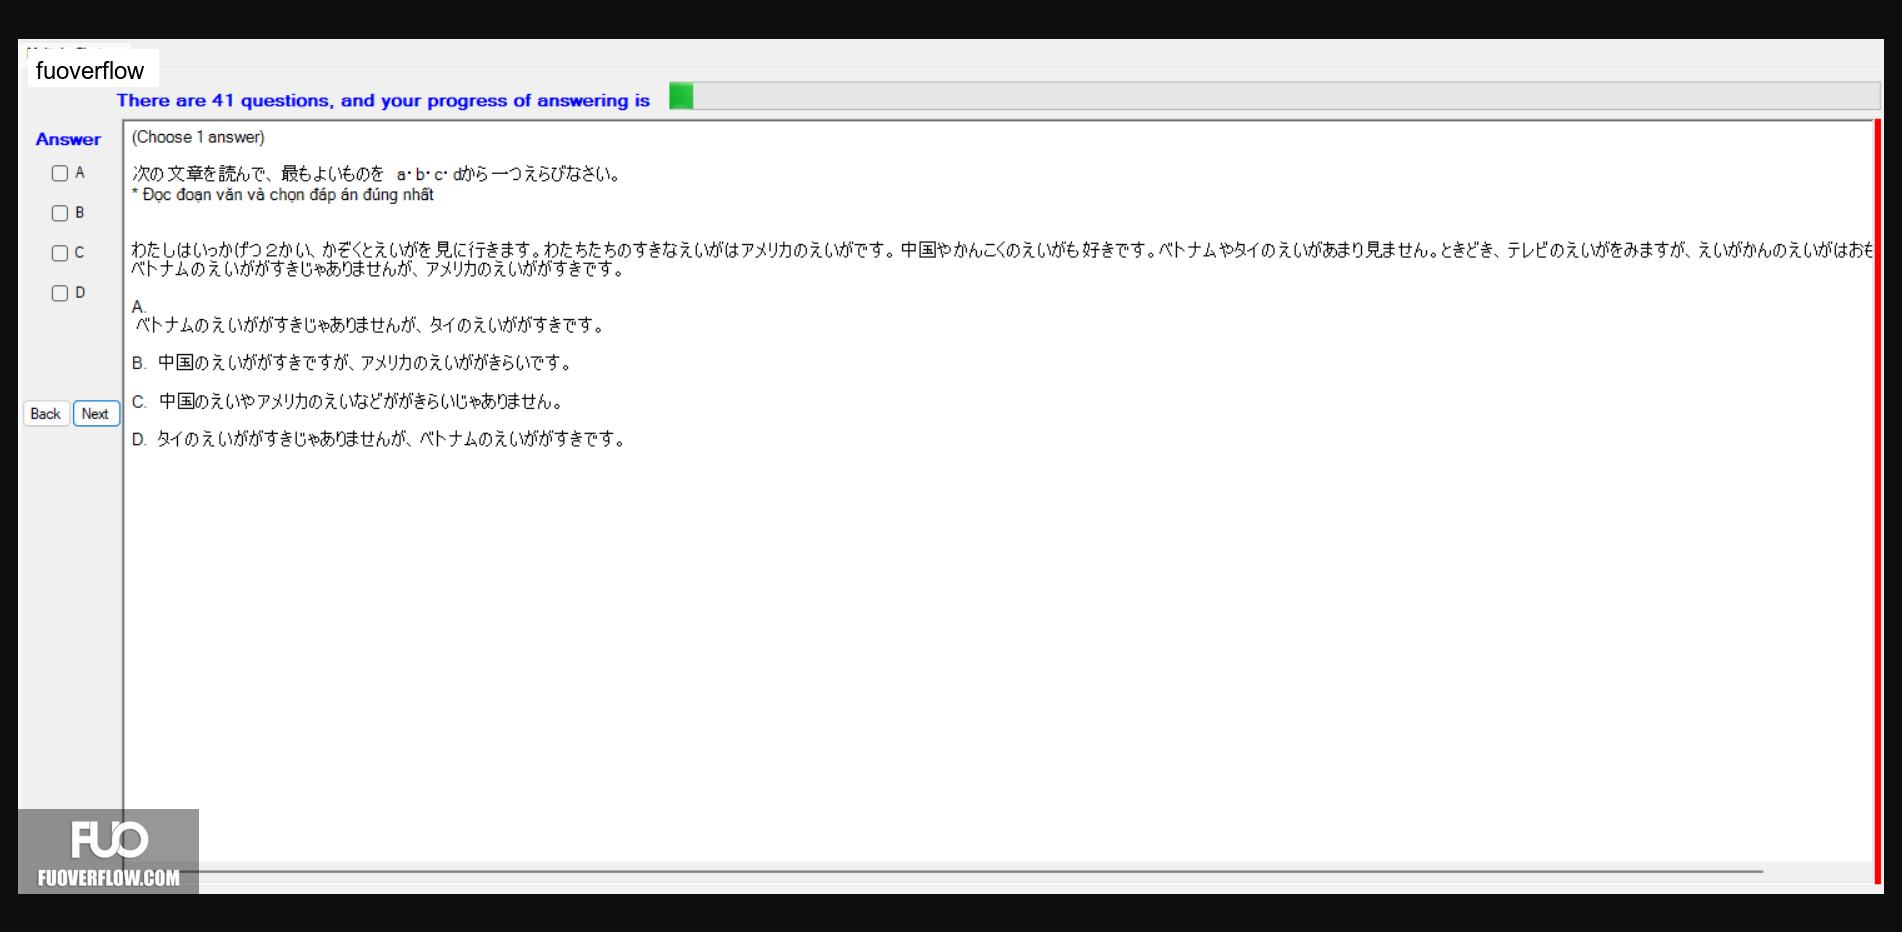 fuoverflow
There are 41 questions, and your progress of answering is
Answer
A
B
C
D
Back
Next
(Choose 1 answer)
次の文章を読んで、最もよいものを a・b・c・dから一つえらびなさい。
* Đọc đoạn văn và chọn đáp án đúng nhất
わたしはいっかげつ2かい、かぞくとえいがを見に行きます。わたちたちのすきなえいがはアメリカのえいがです。中国やかんこくのえいがも好きです。ベトナムやタイのえいがあまり見ません。ときどき、テレビのえいがをみますが、えいがかんのえいがはおも
ベトナムのえいががすきじゃありませんが、アメリカのえいががすきです。
A.
ベトナムのえいががすきじゃありませんが、タイのえいががすきです。
B. 中国のえいががすきですが、アメリカのえいががきらいです。
C. 中国のえいやアメリカのえいなどががきらいじゃありません。
D. タイのえいががすきじゃありませんが、ベトナムのえいががすきです。
FUO
FUOVERFLOW.COM